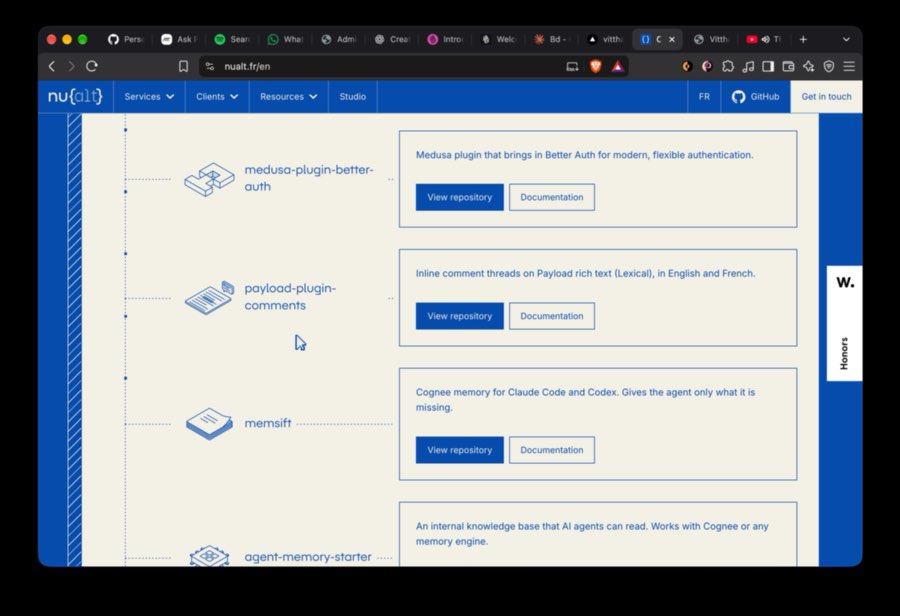 Pers
Ask F
Sear
What
Admi
Creat
Intro
Welc
Bd -
vittha
C
Vitth
nualt.fr/en
nu{alt}
Services
Clients
Resources
Studio
FR
GitHub
Get in touch
medusa-plugin-better-
auth
Medusa plugin that brings in Better Auth for modern, flexible authentication.
View repository
Documentation
payload-plugin-
comments
Inline comment threads on Payload rich text (Lexical), in English and French.
View repository
Documentation
W.
Honors
memsift
Cognee memory for Claude Code and Codex. Gives the agent only what it is
missing.
View repository
Documentation
agent-memory-starter
An internal knowledge base that AI agents can read. Works with Cognee or any
memory engine.